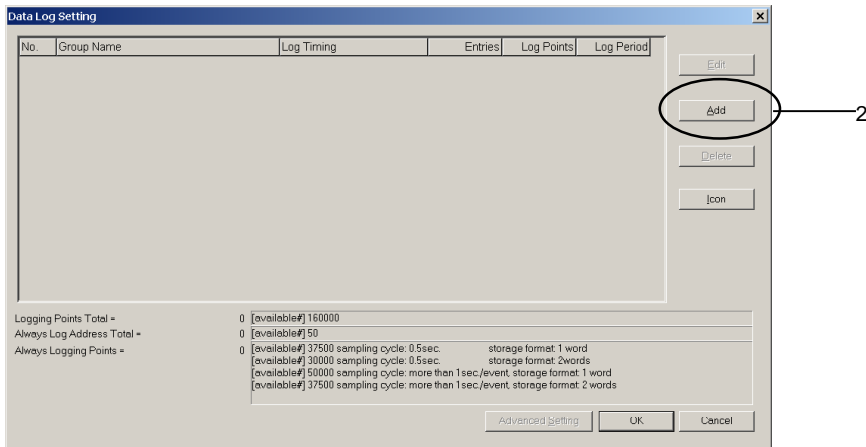 Data Log Setting
No. Group Name Log Timing Entries Log Points Log Period
Edit
Add
2
Delete
Icon
Logging Points Total = 0 [available#] 160000
Always Log Address Total = 0 [available#] 50
Always Logging Points = 0 [available#] 37500 sampling cycle: 0.5sec. storage format: 1 word
[available#] 30000 sampling cycle: 0.5sec. storage format: 2words
[available#] 50000 sampling cycle: more than 1sec./event, storage format: 1 word
[available#] 37500 sampling cycle: more than 1sec./event, storage format: 2 words
Advanced Setting OK Cancel